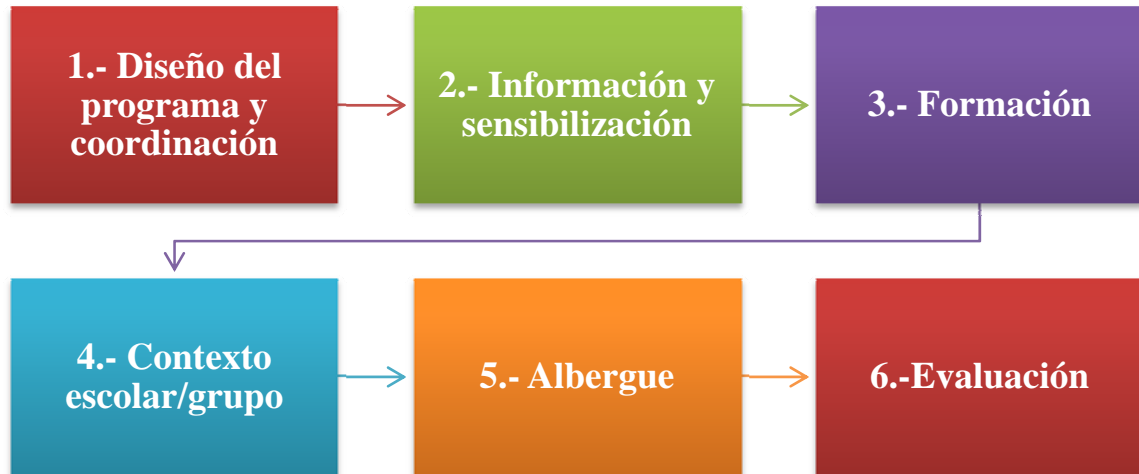 1.- Diseño del
programa y
coordinación
2.- Información y
sensibilización
3.- Formación
4.- Contexto
escolar/grupo
5.- Albergue
6.-Evaluación